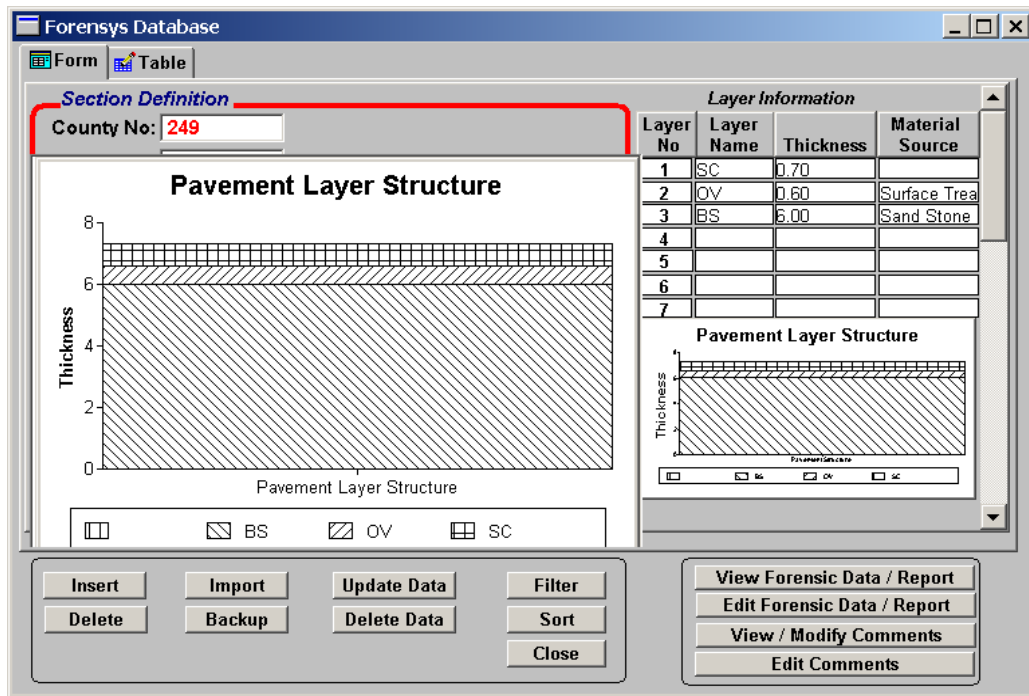 Forensys Database
Form Table
Section Definition
County No: 249
Pavement Layer Structure
8
6
4
2
0
Thickness
Pavement Layer Structure
BS OV SC
Layer Information
Layer No Layer Name Thickness Material Source
1 SC 0.70
2 OV 0.60 Surface Trea
3 BS 6.00 Sand Stone
4
5
6
7
Pavement Layer Structure
Thickness
BS OV SC
Insert Import Update Data Filter
Delete Backup Delete Data Sort
Close
View Forensic Data / Report
Edit Forensic Data / Report
View / Modify Comments
Edit Comments